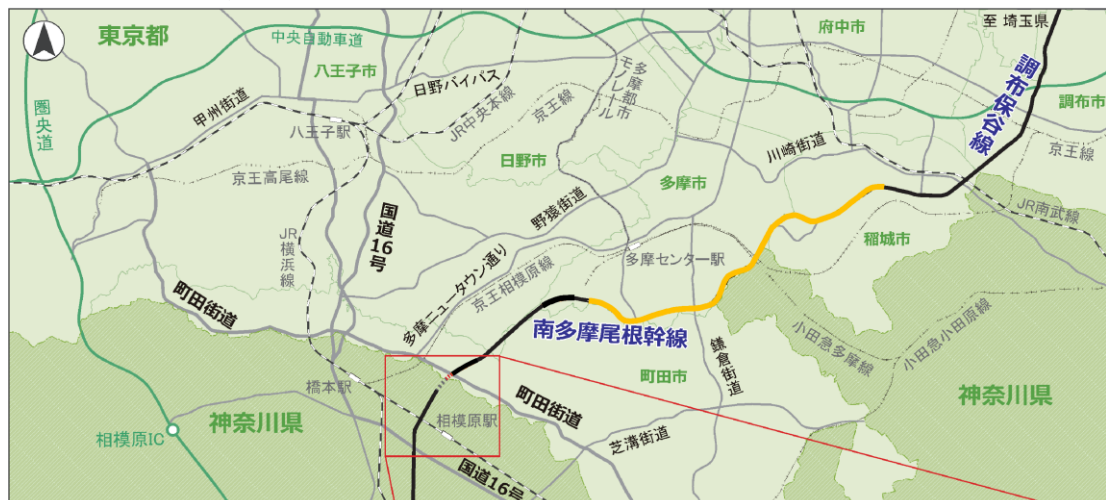 東京都
中央自動車道
八王子市
府中市
至 埼玉県
日野バイパス
多摩都市
モノレール
調布保谷線
調布市
圏央道
甲州街道
八王子駅
JR中央本線
京王線
日野市
川崎街道
京王線
京王高尾線
国道16号
野猿街道
多摩市
JR南武線
稲城市
JR
横浜線
多摩ニュータウン通り
京王相模原線
多摩センター駅
町田街道
南多摩尾根幹線
鎌倉街道
小田急多摩線
小田急小田原線
橋本駅
町田市
神奈川県
相模原駅
町田街道
神奈川県
相模原IC
芝溝街道
国道16号